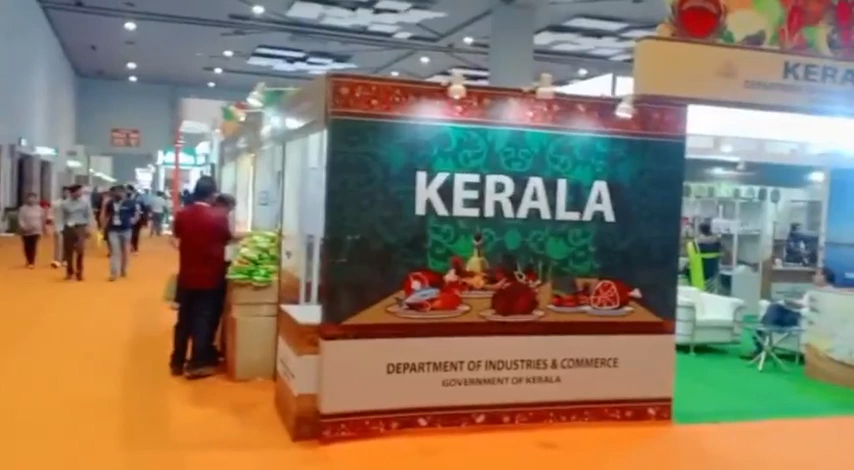 KERALA
DEPARTMENT OF INDUSTRIES & COMMERCE
GOVERNMENT OF KERALA
KERA